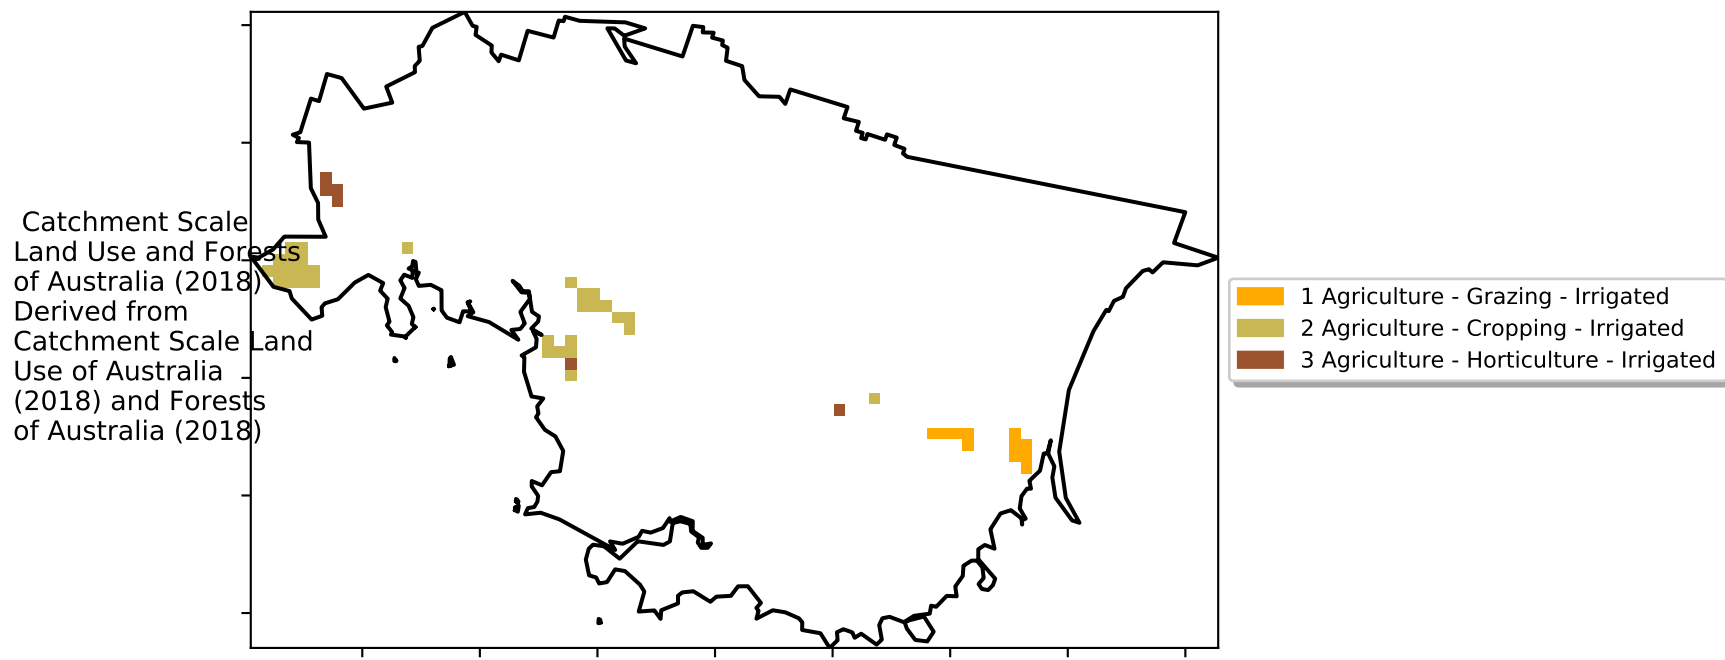 Catchment Scale
Land Use and Forests
of Australia (2018)
Derived from
Catchment Scale Land
Use of Australia
(2018) and Forests
of Australia (2018)
1 Agriculture - Grazing - Irrigated
2 Agriculture - Cropping - Irrigated
3 Agriculture - Horticulture - Irrigated